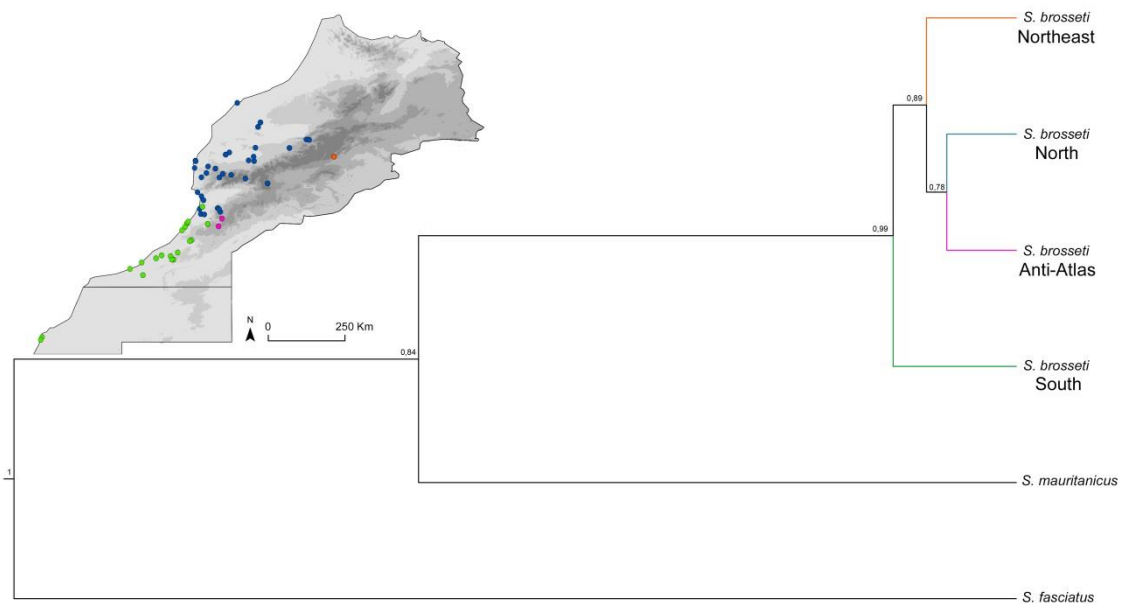 S. brosseti
Northeast
0,89
S. brosseti
North
0,78
0,99
S. brosseti
Anti-Atlas
N
0
250 Km
0,84
S. brosseti
South
1
S. mauritanicus
S. fasciatus